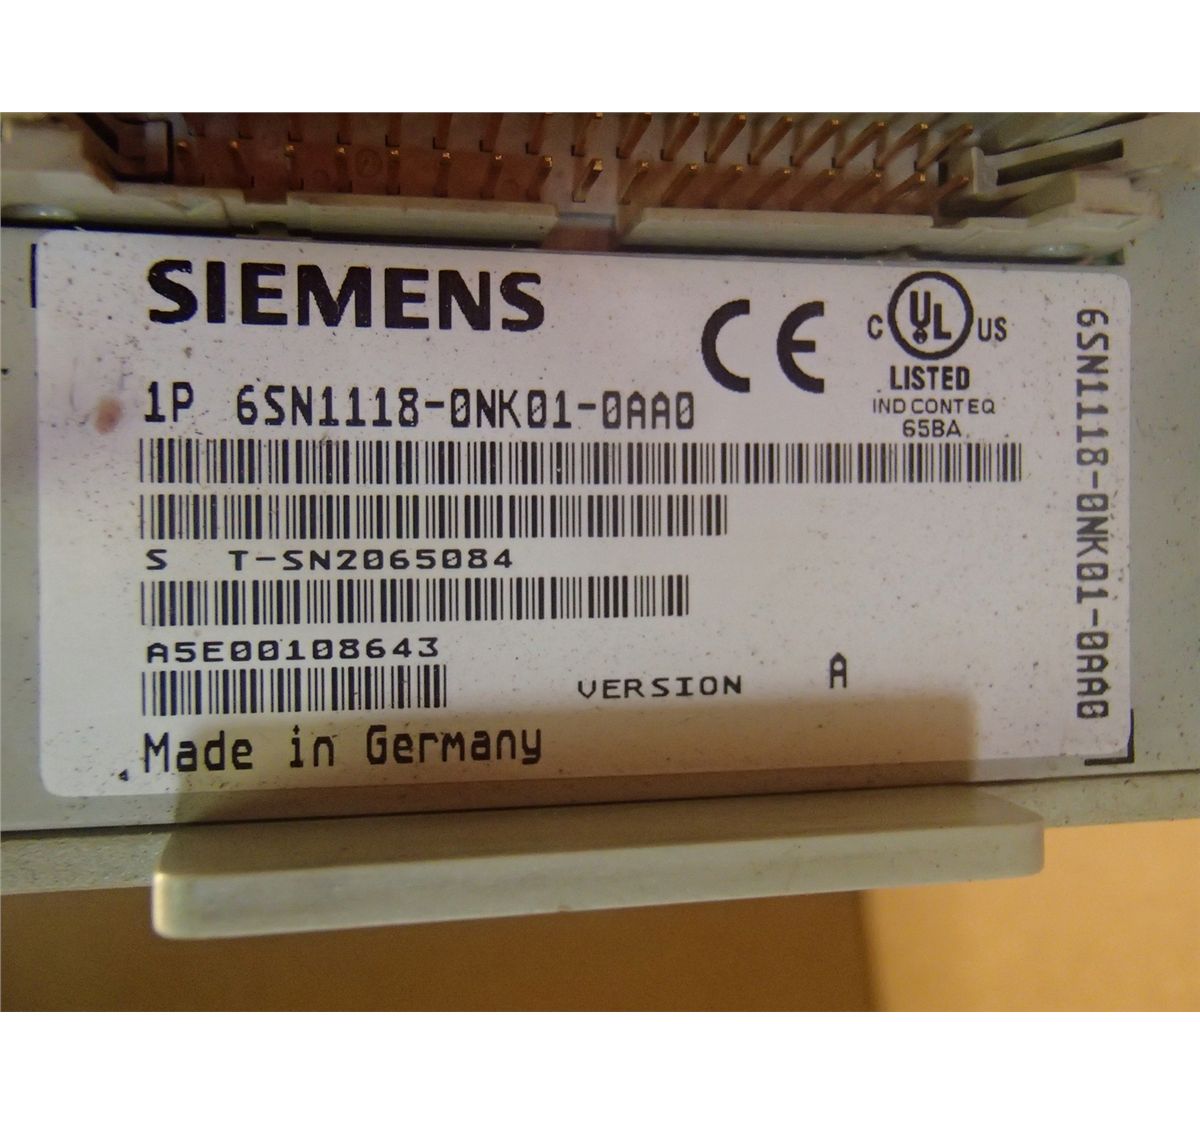 SIEMENS
CE
C UL US
LISTED
IND CONT EQ
65BA
1P 6SN1118-0NK01-0AA0
S T-SN2065084
A5E00108643
VERSION A
Made in Germany
6SN1118-0NK01-0AA0